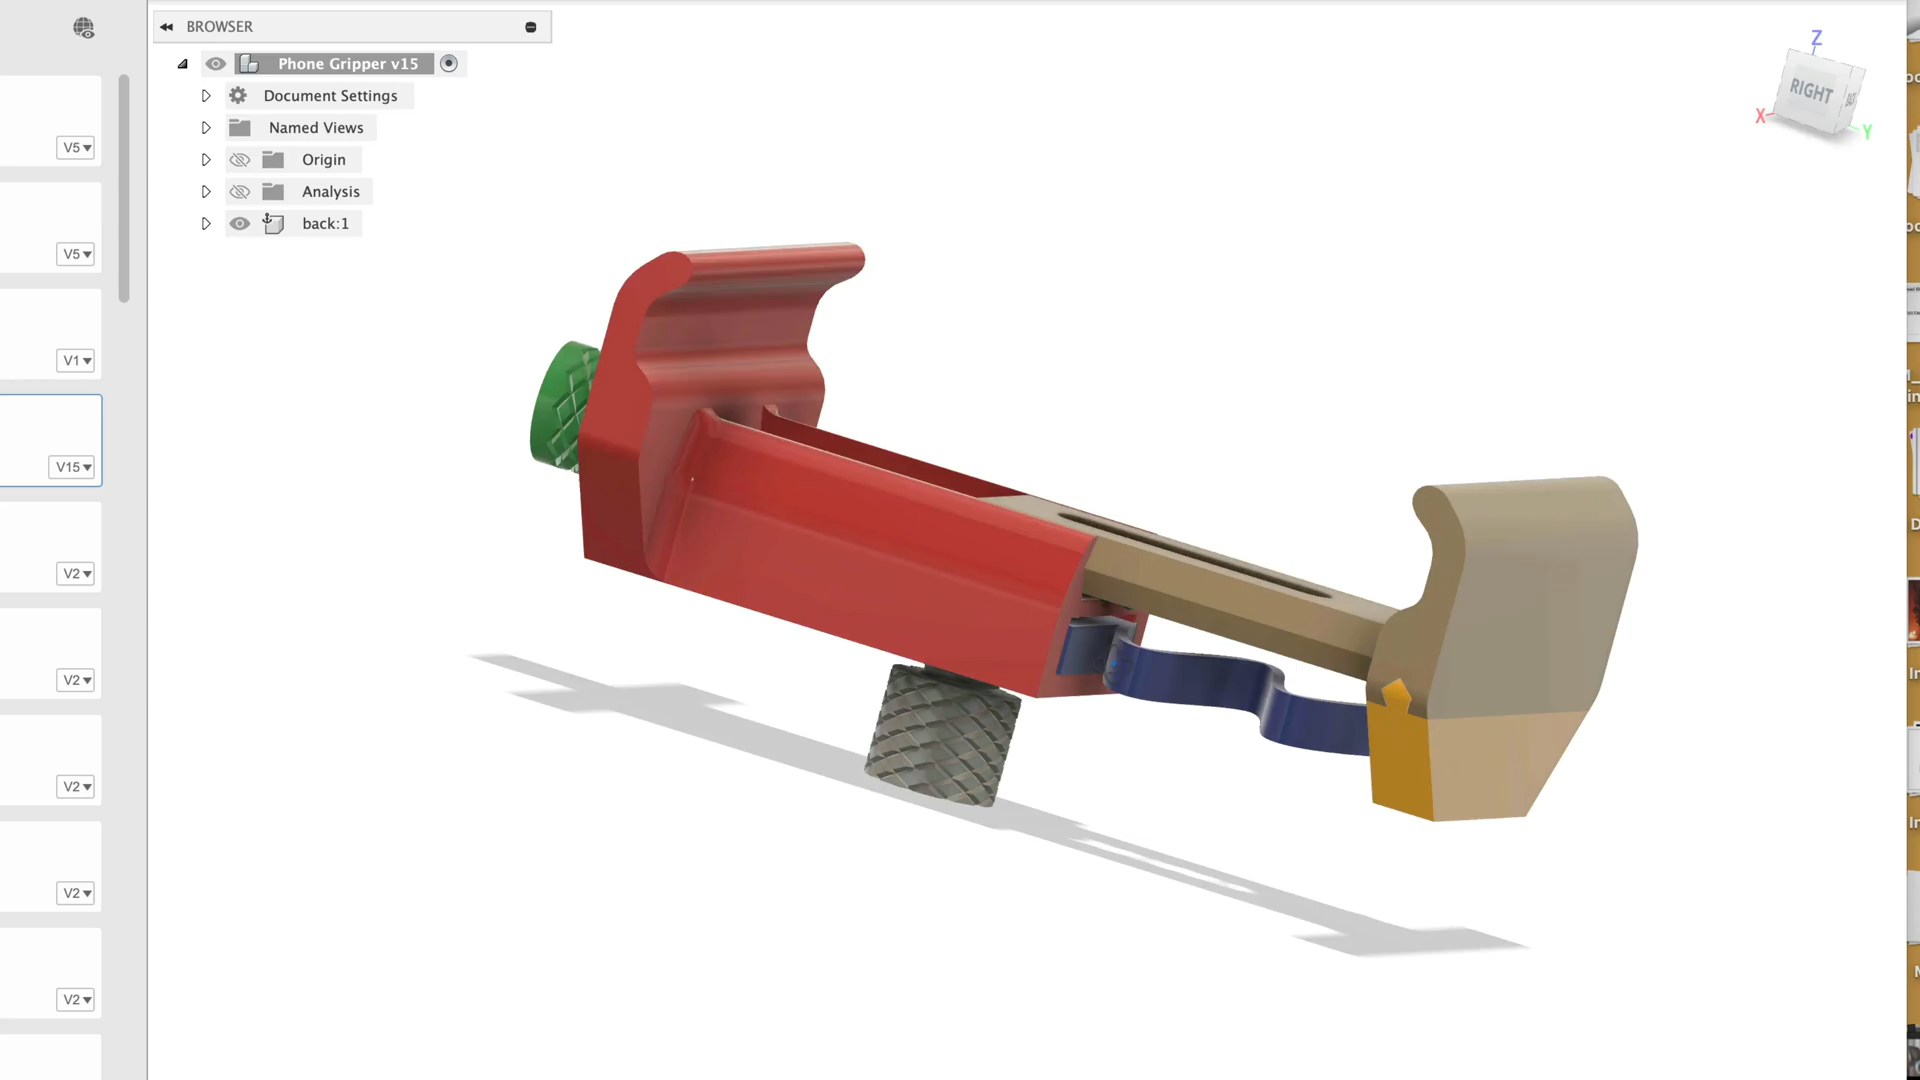 BROWSER
Phone Gripper v15
Document Settings
Named Views
Origin
Analysis
back:1
V5
V5
V1
V15
V2
V2
V2
V2
V2
Z
RIGHT
X
Y